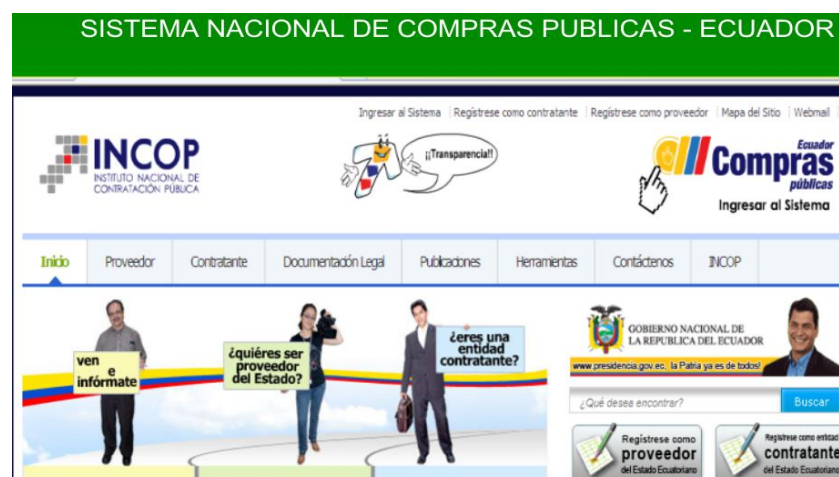 SISTEMA NACIONAL DE COMPRAS PUBLICAS - ECUADOR
Ingresar al Sistema Regístrese como contratante Regístrese como proveedor Mapa del Sitio Webmail
INCOP
INSTITUTO NACIONAL DE
CONTRATACIÓN PÚBLICA
¡¡Transparencia!!
Ecuador
Compras
públicas
Ingresar al Sistema
Inicio Proveedor Contratante Documentación Legal Publicaciones Herramientas Contáctenos INCOP
ven
e
infórmate
¿quiéres ser
proveedor
del Estado?
¿eres una
entidad
contratante?
GOBIERNO NACIONAL DE
LA REPUBLICA DEL ECUADOR
www.presidencia.gov.ec, la Patria ya es de todos!
¿Qué desea encontrar? Buscar
Regístrese como
proveedor
del Estado Ecuatoriano
Regístrese como entidad
contratante
del Estado Ecuatoriano